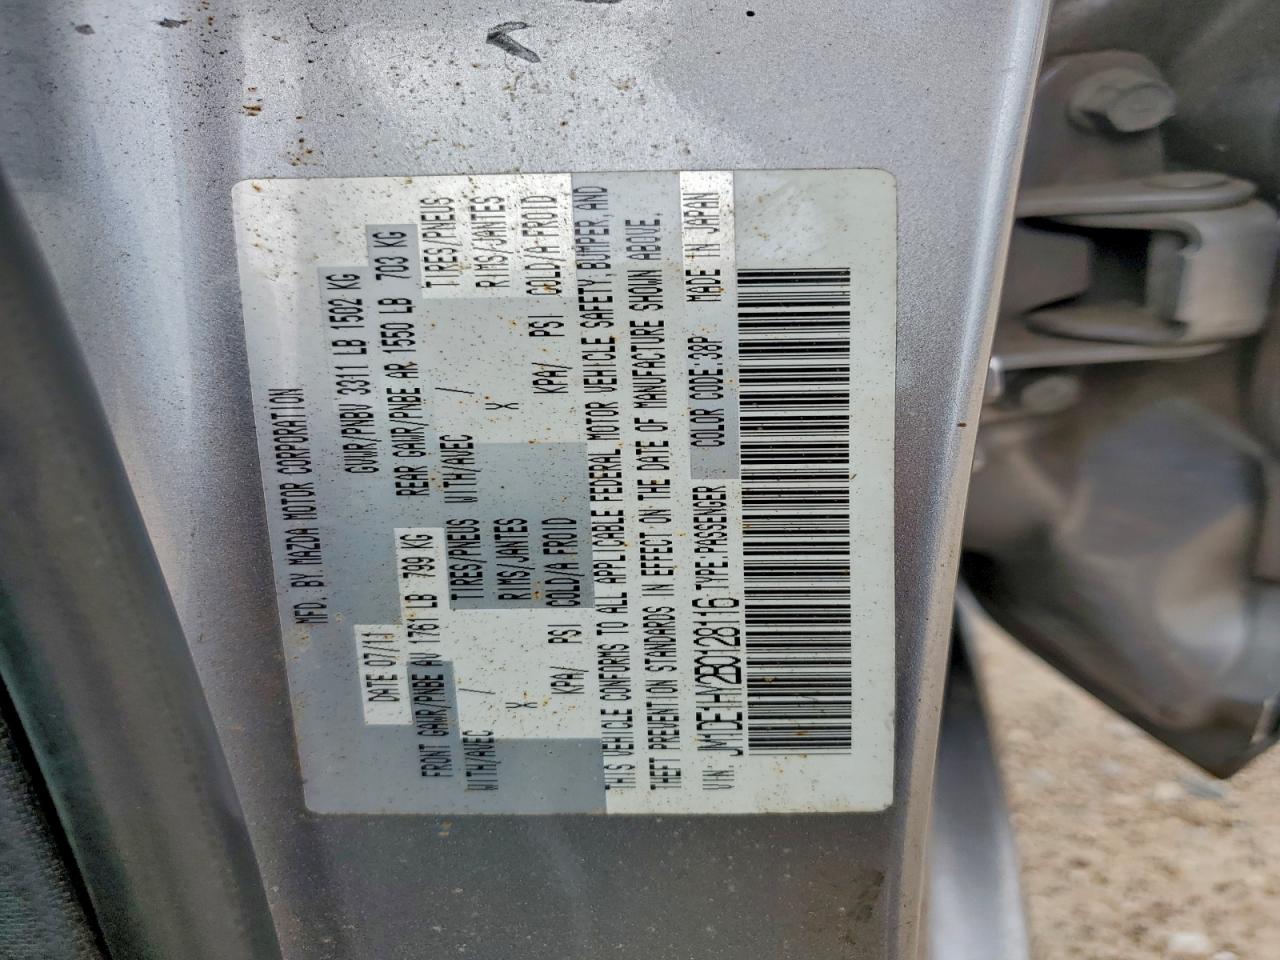 MFD. BY MAZDA MOTOR CORPORATION
DATE 07/11 GVWR/PNBV 3311 LB 1502 KG
FRONT GAWR/PNBE AV 1761 LB 799 KG REAR GAWR/PNBE AR 1550 LB 703 KG
WITH/AVEC / TIRES/PNEUS WITH/AVEC / TIRES/PNEUS
X RIMS/JANTES X RIMS/JANTES
KPA/ PSI COLD/A FROID KPA/ PSI COLD/A FROID
THIS VEHICLE CONFORMS TO ALL APPLICABLE FEDERAL MOTOR VEHICLE SAFETY, BUMPER, AND
THEFT PREVENTION STANDARDS IN EFFECT ON THE DATE OF MANUFACTURE SHOWN ABOVE.
VIN: JM1DE1HY2B0128116 TYPE:PASSENGER COLOR CODE:38P MADE IN JAPAN